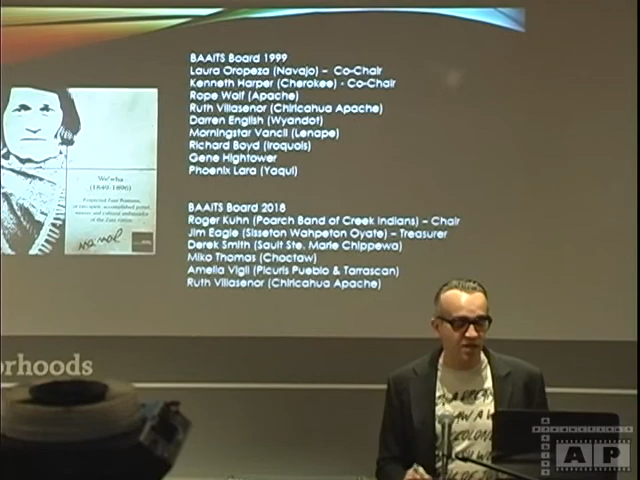 BAAITS Board 1999
Laura Oropeza (Navajo) – Co-Chair
Kenneth Harper (Cherokee) - Co-Chair
Rope Wolf (Apache)
Ruth Villasenor (Chiricahua Apache)
Darren English (Wyandot)
Morningstar Vancil (Lenape)
Richard Boyd (Iroquois)
Gene Hightower
Phoenix Lara (Yaqui)
We'wha
(1849-1896)
BAAITS Board 2018
Roger Kuhn (Poarch Band of Creek Indians) – Chair
Jim Eagle (Sisseton Wahpeton Oyate) – Treasurer
Derek Smith (Sault Ste. Marie Chippewa)
Miko Thomas (Choctaw)
Amelia Vigil (Picuris Pueblo & Tarrascan)
Ruth Villasenor (Chiricahua Apache)
orhoods
AP